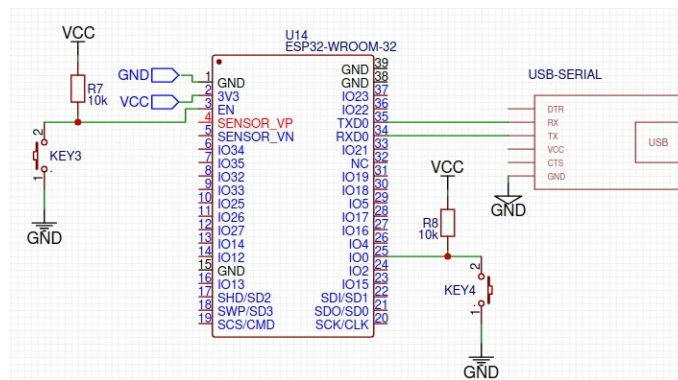 VCC
R7
10k
KEY3
2
1
GND
GND
VCC
U14
ESP32-WROOM-32
1 GND
2 3V3
3 EN
4 SENSOR_VP
5 SENSOR_VN
6 IO34
7 IO35
8 IO32
9 IO33
10 IO25
11 IO26
12 IO27
13 IO14
14 IO12
15 GND
16 IO13
17 SHD/SD2
18 SWP/SD3
19 SCS/CMD
39
GND 38
GND 37
IO23 36
IO22 35
TXD0 34
RXD0 33
IO21 32
NC 31
IO19 30
IO18 29
IO5 28
IO17 27
IO16 26
IO4 25
IO0 24
IO2 23
IO15 22
SDI/SD1 21
SDO/SD0 20
SCK/CLK
VCC
R8
10k
KEY4
2
1
GND
USB-SERIAL
DTR
RX
TX
VCC
CTS
GND
USB
GND